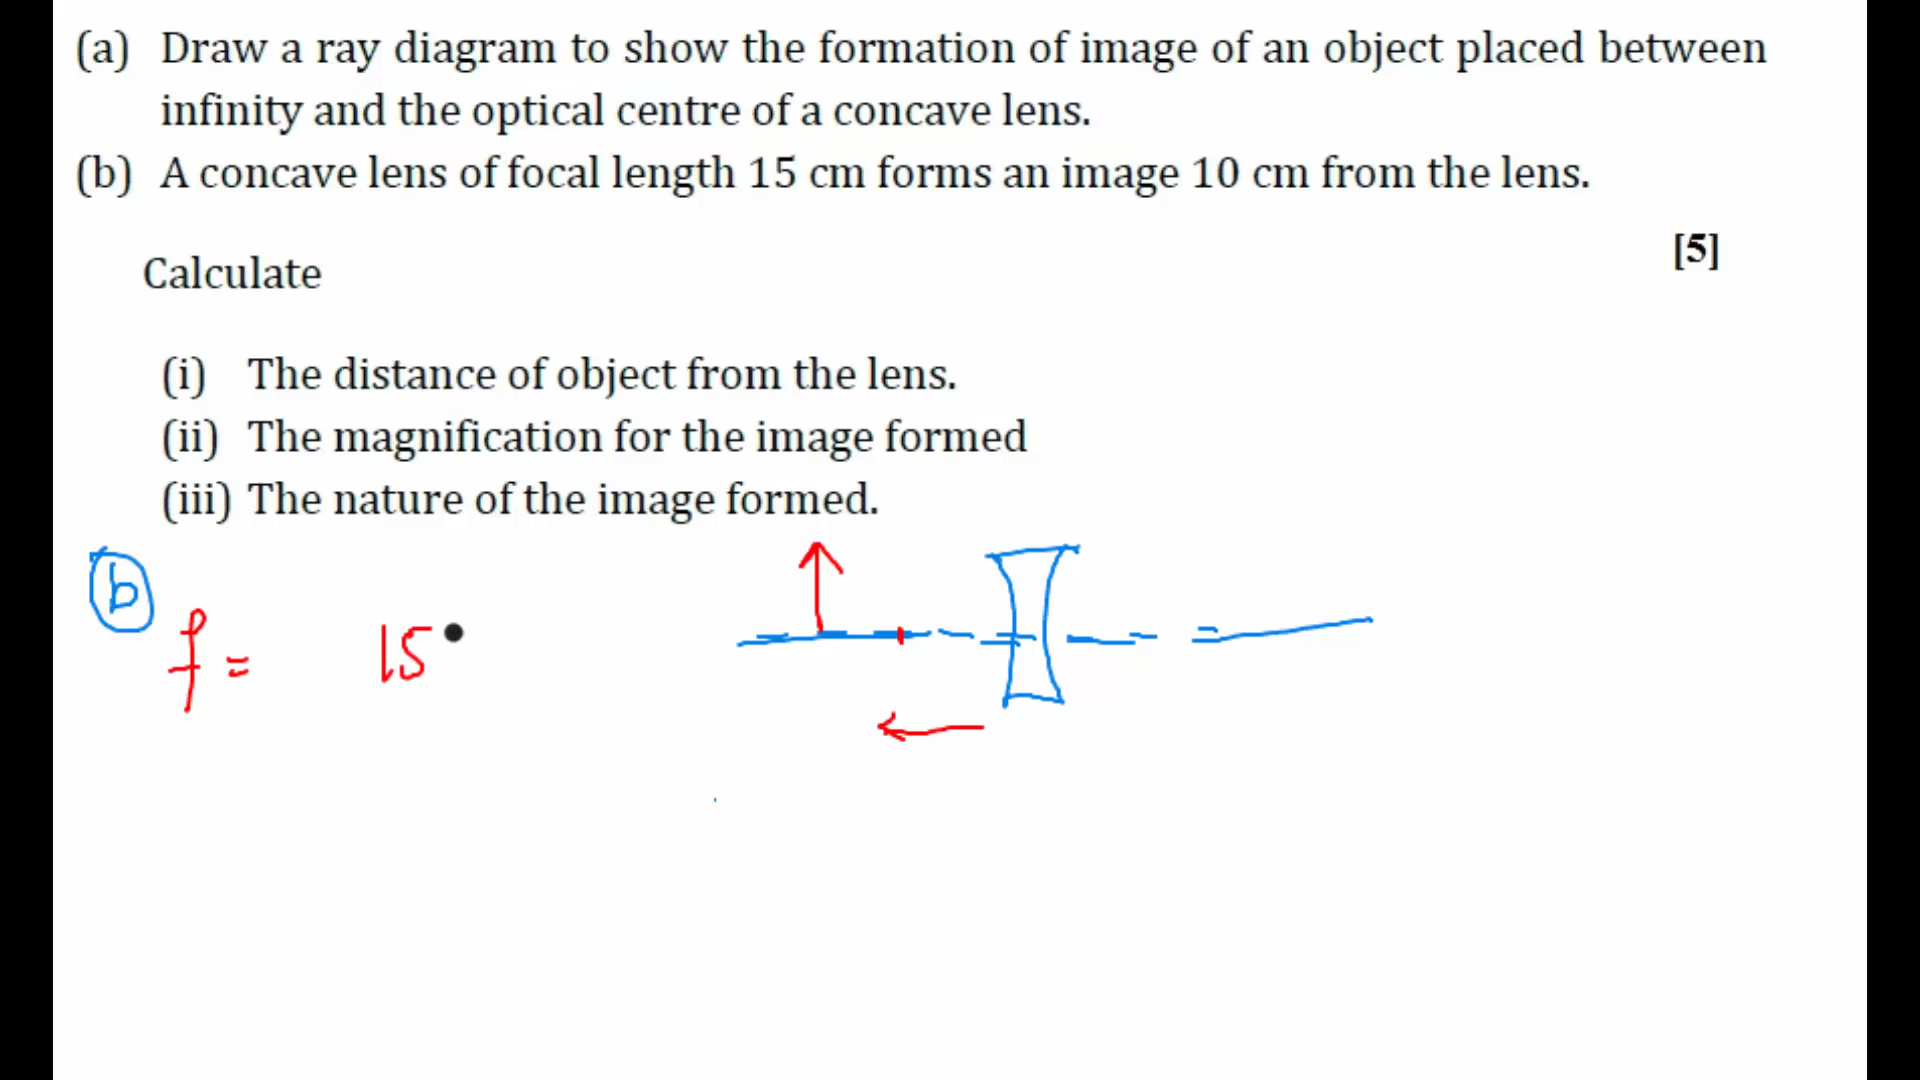 (a) Draw a ray diagram to show the formation of image of an object placed between
infinity and the optical centre of a concave lens.
(b) A concave lens of focal length 15 cm forms an image 10 cm from the lens.
[5]
Calculate
(i) The distance of object from the lens.
(ii) The magnification for the image formed
(iii) The nature of the image formed.
b
f = 15